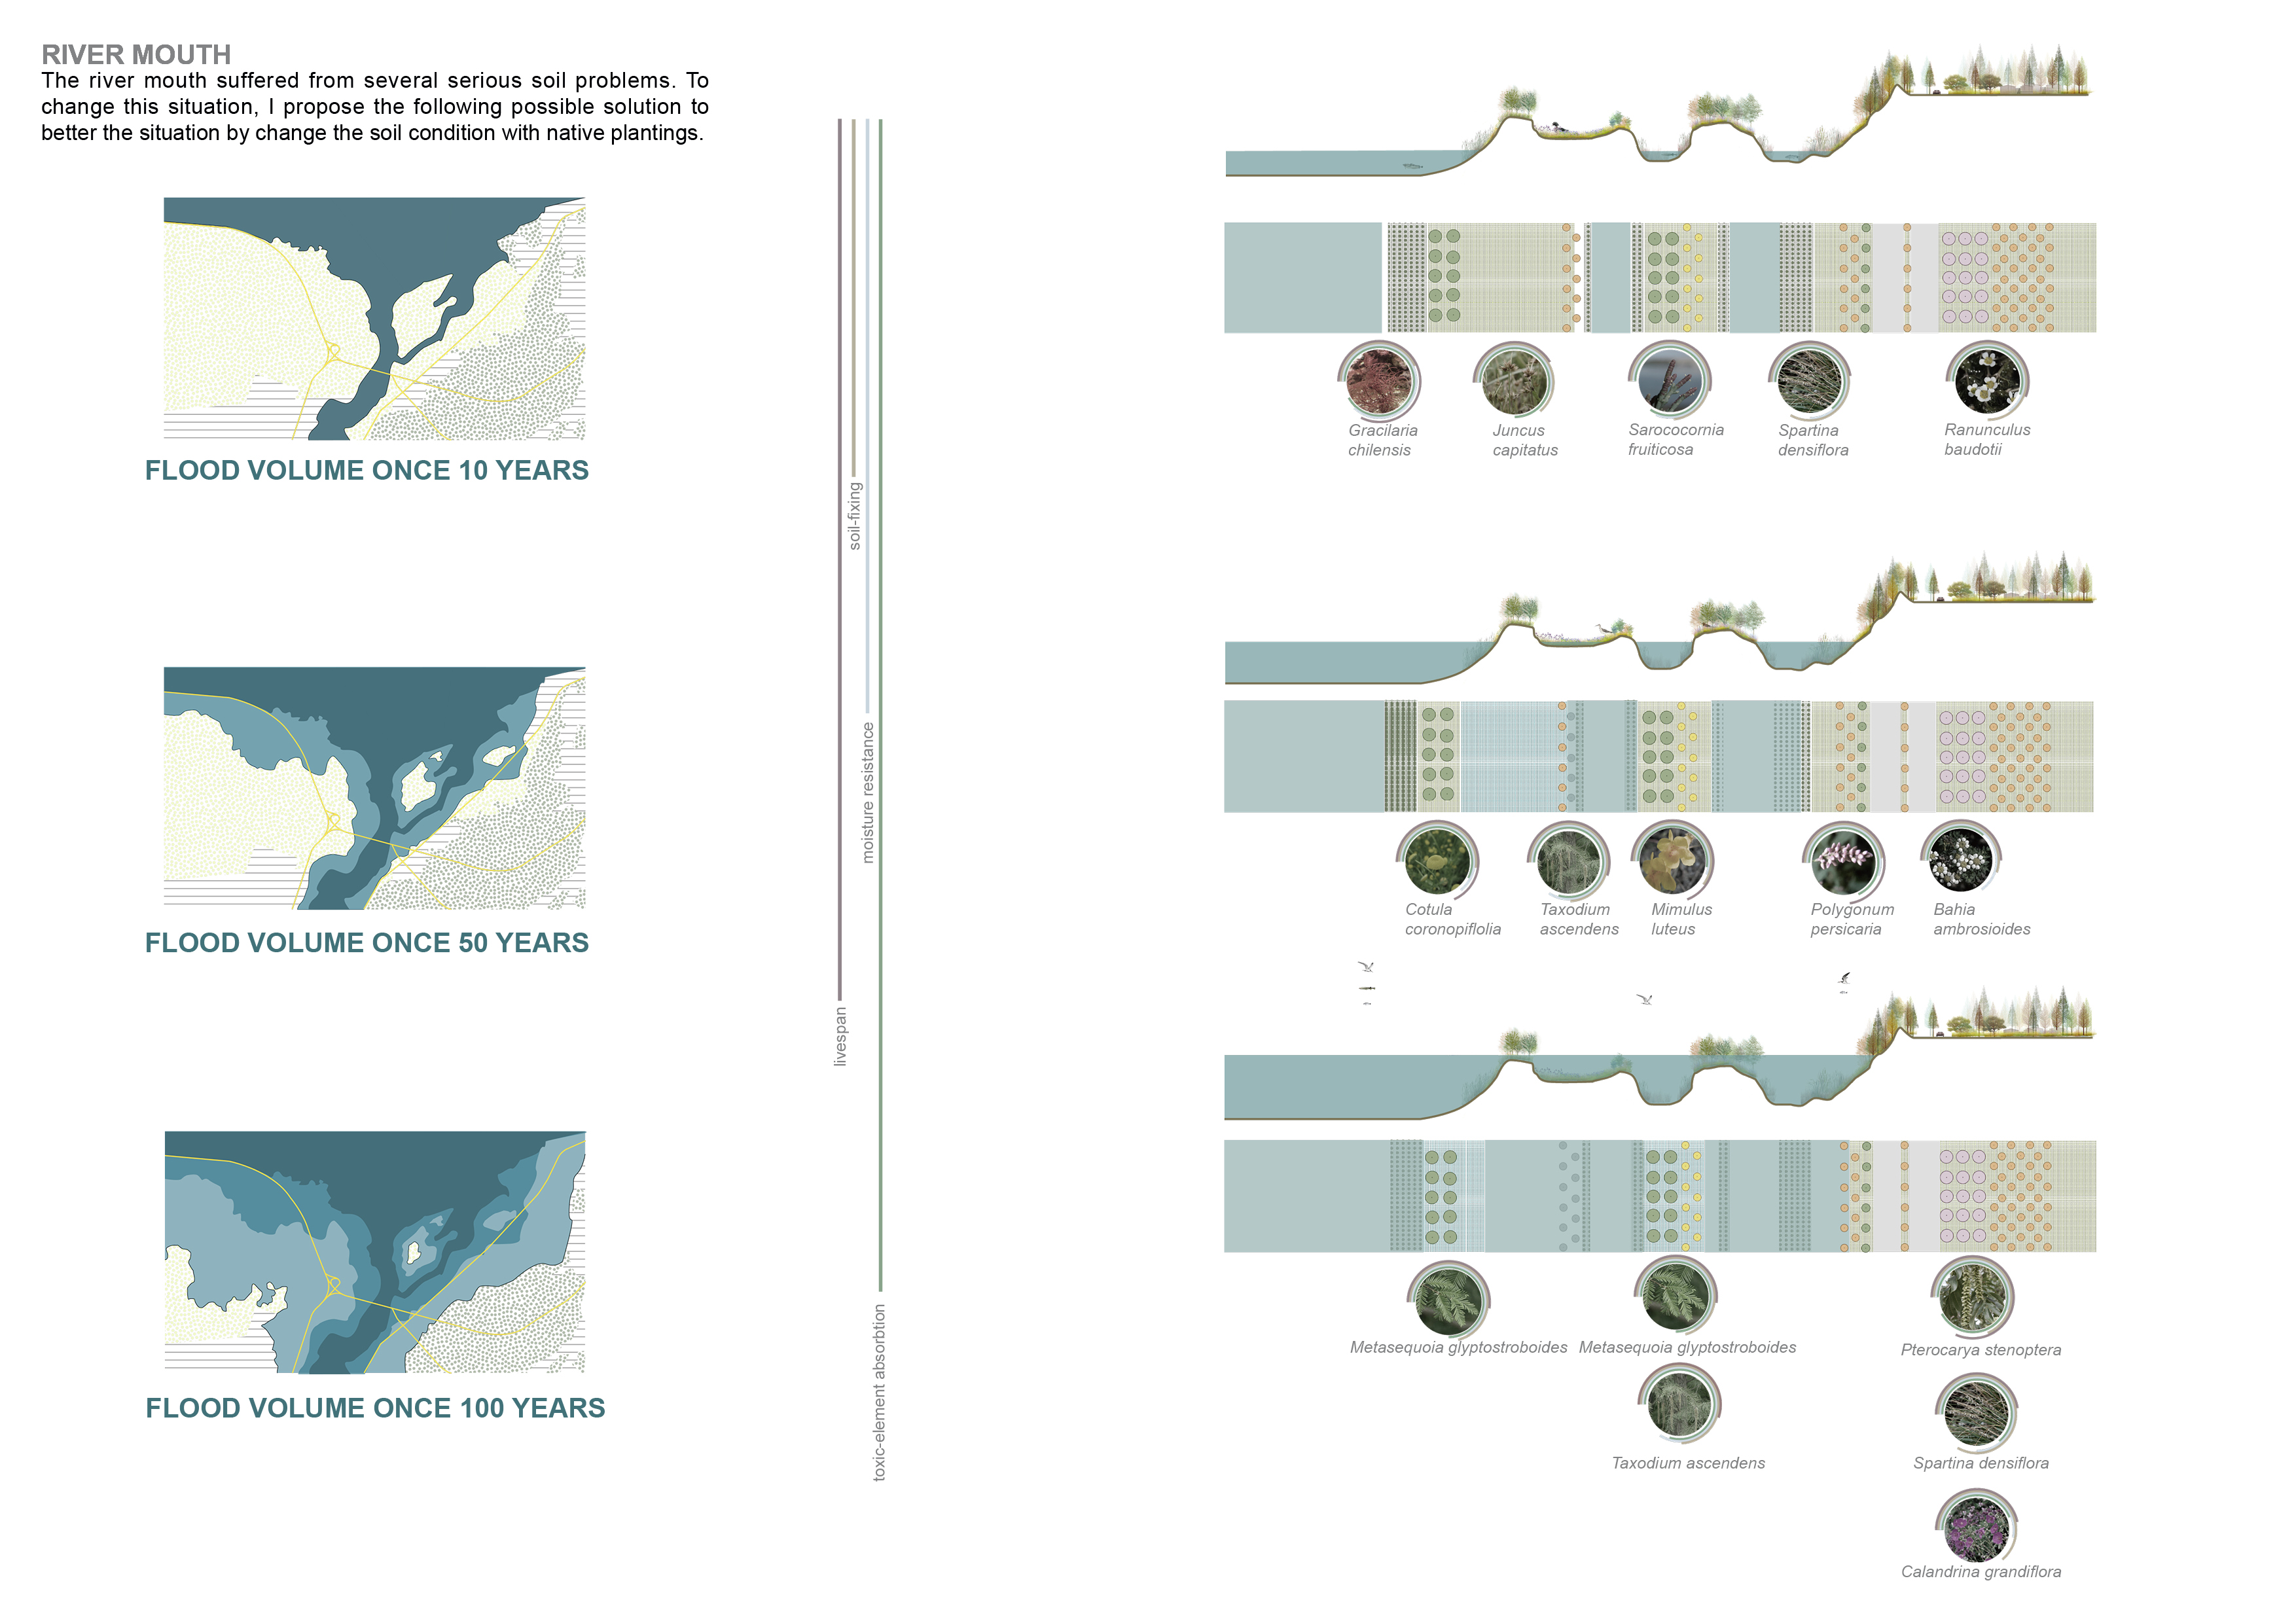 RIVER MOUTH
The river mouth suffered from several serious soil problems. To
change this situation, I propose the following possible solution to
better the situation by change the soil condition with native plantings.
FLOOD VOLUME ONCE 10 YEARS
FLOOD VOLUME ONCE 50 YEARS
FLOOD VOLUME ONCE 100 YEARS
soil-fixing
moisture resistance
livespan
toxic-element absorbtion
Gracilaria
chilensis
Juncus
capitatus
Sarococornia
fruiticosa
Spartina
densiflora
Ranunculus
baudotii
Cotula
coronopiflolia
Taxodium
ascendens
Mimulus
luteus
Polygonum
persicaria
Bahia
ambrosioides
Metasequoia glyptostroboides
Metasequoia glyptostroboides
Pterocarya stenoptera
Taxodium ascendens
Spartina densiflora
Calandrina grandiflora